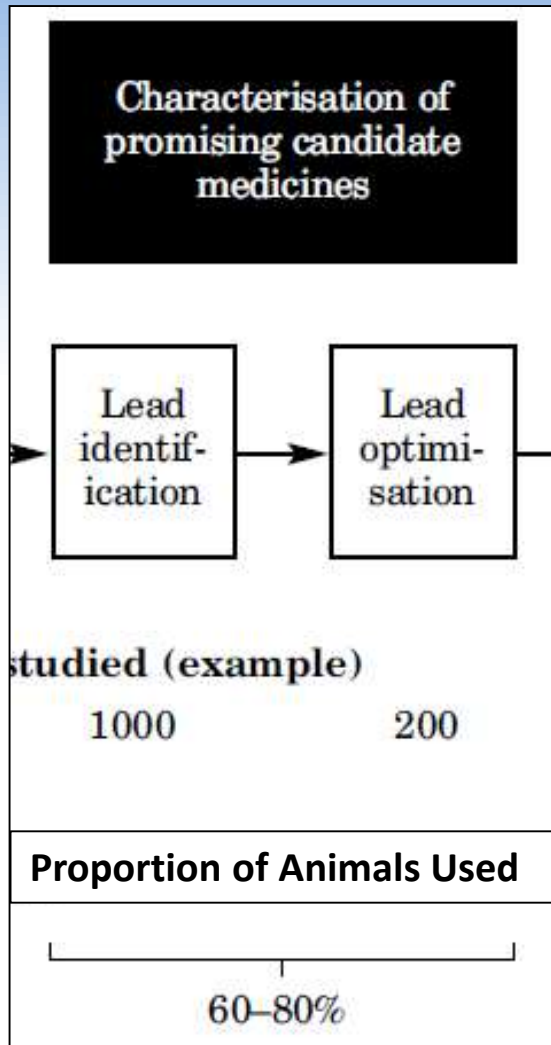 Characterisation of
promising candidate
medicines
Lead
identif-
ication
Lead
optimi-
sation
studied (example)
1000 200
Proportion of Animals Used
60–80%